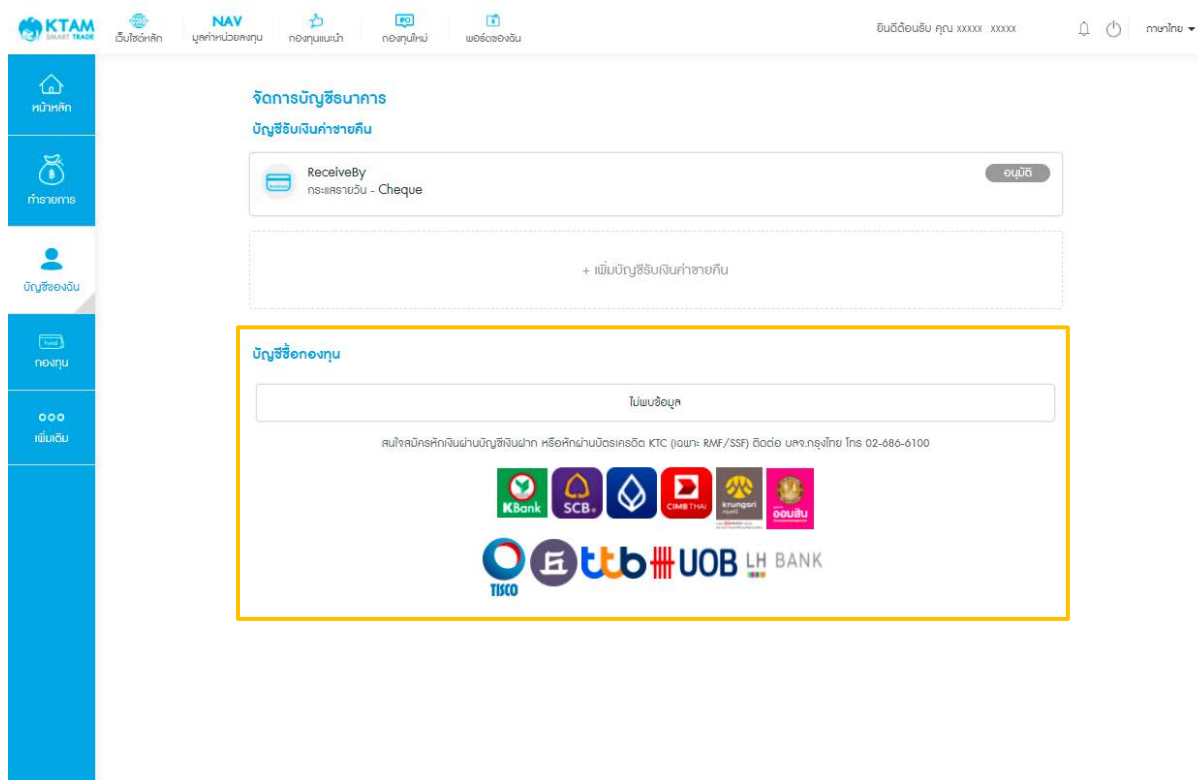 KTAM
SMART TRADE
เว็บไซต์หลัก
NAV
มูลค่าหน่วยลงทุน
กองทุนแนะนำ
IPO
กองทุนใหม่
พอร์ตของฉัน
ยินดีต้อนรับ คุณ xxxxx xxxxx
ภาษาไทย
หน้าหลัก
ทำรายการ
บัญชีของฉัน
กองทุน
เพิ่มเติม
จัดการบัญชีธนาคาร
บัญชีรับเงินค่าขายคืน
ReceiveBy
กระแสรายวัน - Cheque
อนุมัติ
+ เพิ่มบัญชีรับเงินค่าขายคืน
บัญชีซื้อกองทุน
ไม่พบข้อมูล
สนใจสมัครหักเงินผ่านบัญชีเงินฝาก หรือหักผ่านบัตรเครดิต KTC (เฉพาะ RMF/SSF) ติดต่อ บลจ.กรุงไทย โทร 02-686-6100
KBank
SCB
CIMB THAI
krungsri
กรุงศรี
ออมสิน
TISCO
ttb
UOB
LH BANK